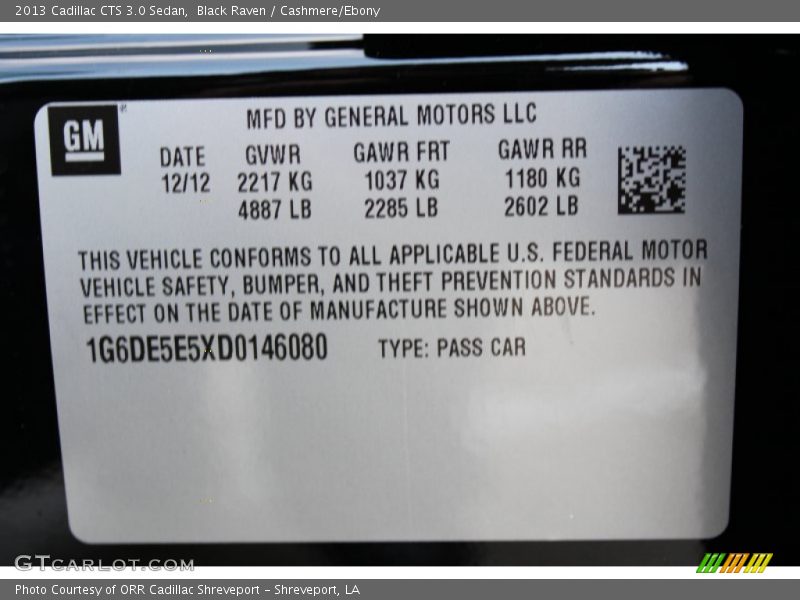 2013 Cadillac CTS 3.0 Sedan, Black Raven / Cashmere/Ebony
GM
MFD BY GENERAL MOTORS LLC
DATE GVWR GAWR FRT GAWR RR
12/12 2217 KG 1037 KG 1180 KG
4887 LB 2285 LB 2602 LB
THIS VEHICLE CONFORMS TO ALL APPLICABLE U.S. FEDERAL MOTOR
VEHICLE SAFETY, BUMPER, AND THEFT PREVENTION STANDARDS IN
EFFECT ON THE DATE OF MANUFACTURE SHOWN ABOVE.
1G6DE5E5XD0146080 TYPE: PASS CAR
GTCARLOT.COM
Photo Courtesy of ORR Cadillac Shreveport - Shreveport, LA